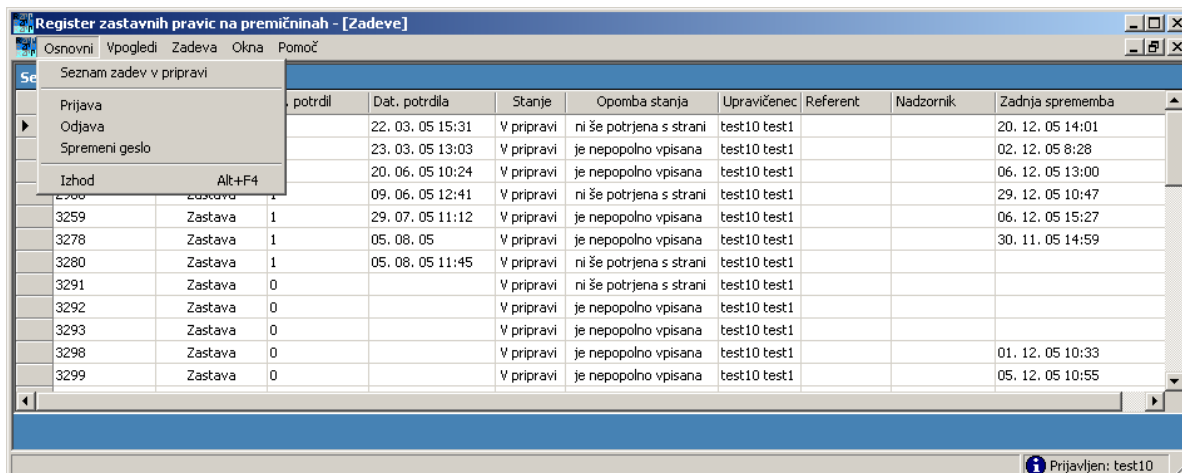 Register zastavnih pravic na premičninah - [Zadeve]
Osnovni Vpogledi Zadeva Okna Pomoč
Se
Seznam zadev v pripravi
Prijava
Odjava
Spremeni geslo
Izhod Alt+F4
. potrdil Dat. potrdila Stanje Opomba stanja Upravičenec Referent Nadzornik Zadnja sprememba
22. 03. 05 15:31 V pripravi ni še potrjena s strani test10 test1 20. 12. 05 14:01
23. 03. 05 13:03 V pripravi je nepopolno vpisana test10 test1 02. 12. 05 8:28
20. 06. 05 10:24 V pripravi je nepopolno vpisana test10 test1 06. 12. 05 13:00
Zastava 1 09. 06. 05 12:41 V pripravi ni še potrjena s strani test10 test1 29. 12. 05 10:47
3259 Zastava 1 29. 07. 05 11:12 V pripravi je nepopolno vpisana test10 test1 06. 12. 05 15:27
3278 Zastava 1 05. 08. 05 V pripravi je nepopolno vpisana test10 test1 30. 11. 05 14:59
3280 Zastava 1 05. 08. 05 11:45 V pripravi ni še potrjena s strani test10 test1
3291 Zastava 0 V pripravi ni še potrjena s strani test10 test1
3292 Zastava 0 V pripravi je nepopolno vpisana test10 test1
3293 Zastava 0 V pripravi je nepopolno vpisana test10 test1
3298 Zastava 0 V pripravi je nepopolno vpisana test10 test1 01. 12. 05 10:33
3299 Zastava 0 V pripravi je nepopolno vpisana test10 test1 05. 12. 05 10:55
Prijavljen: test10